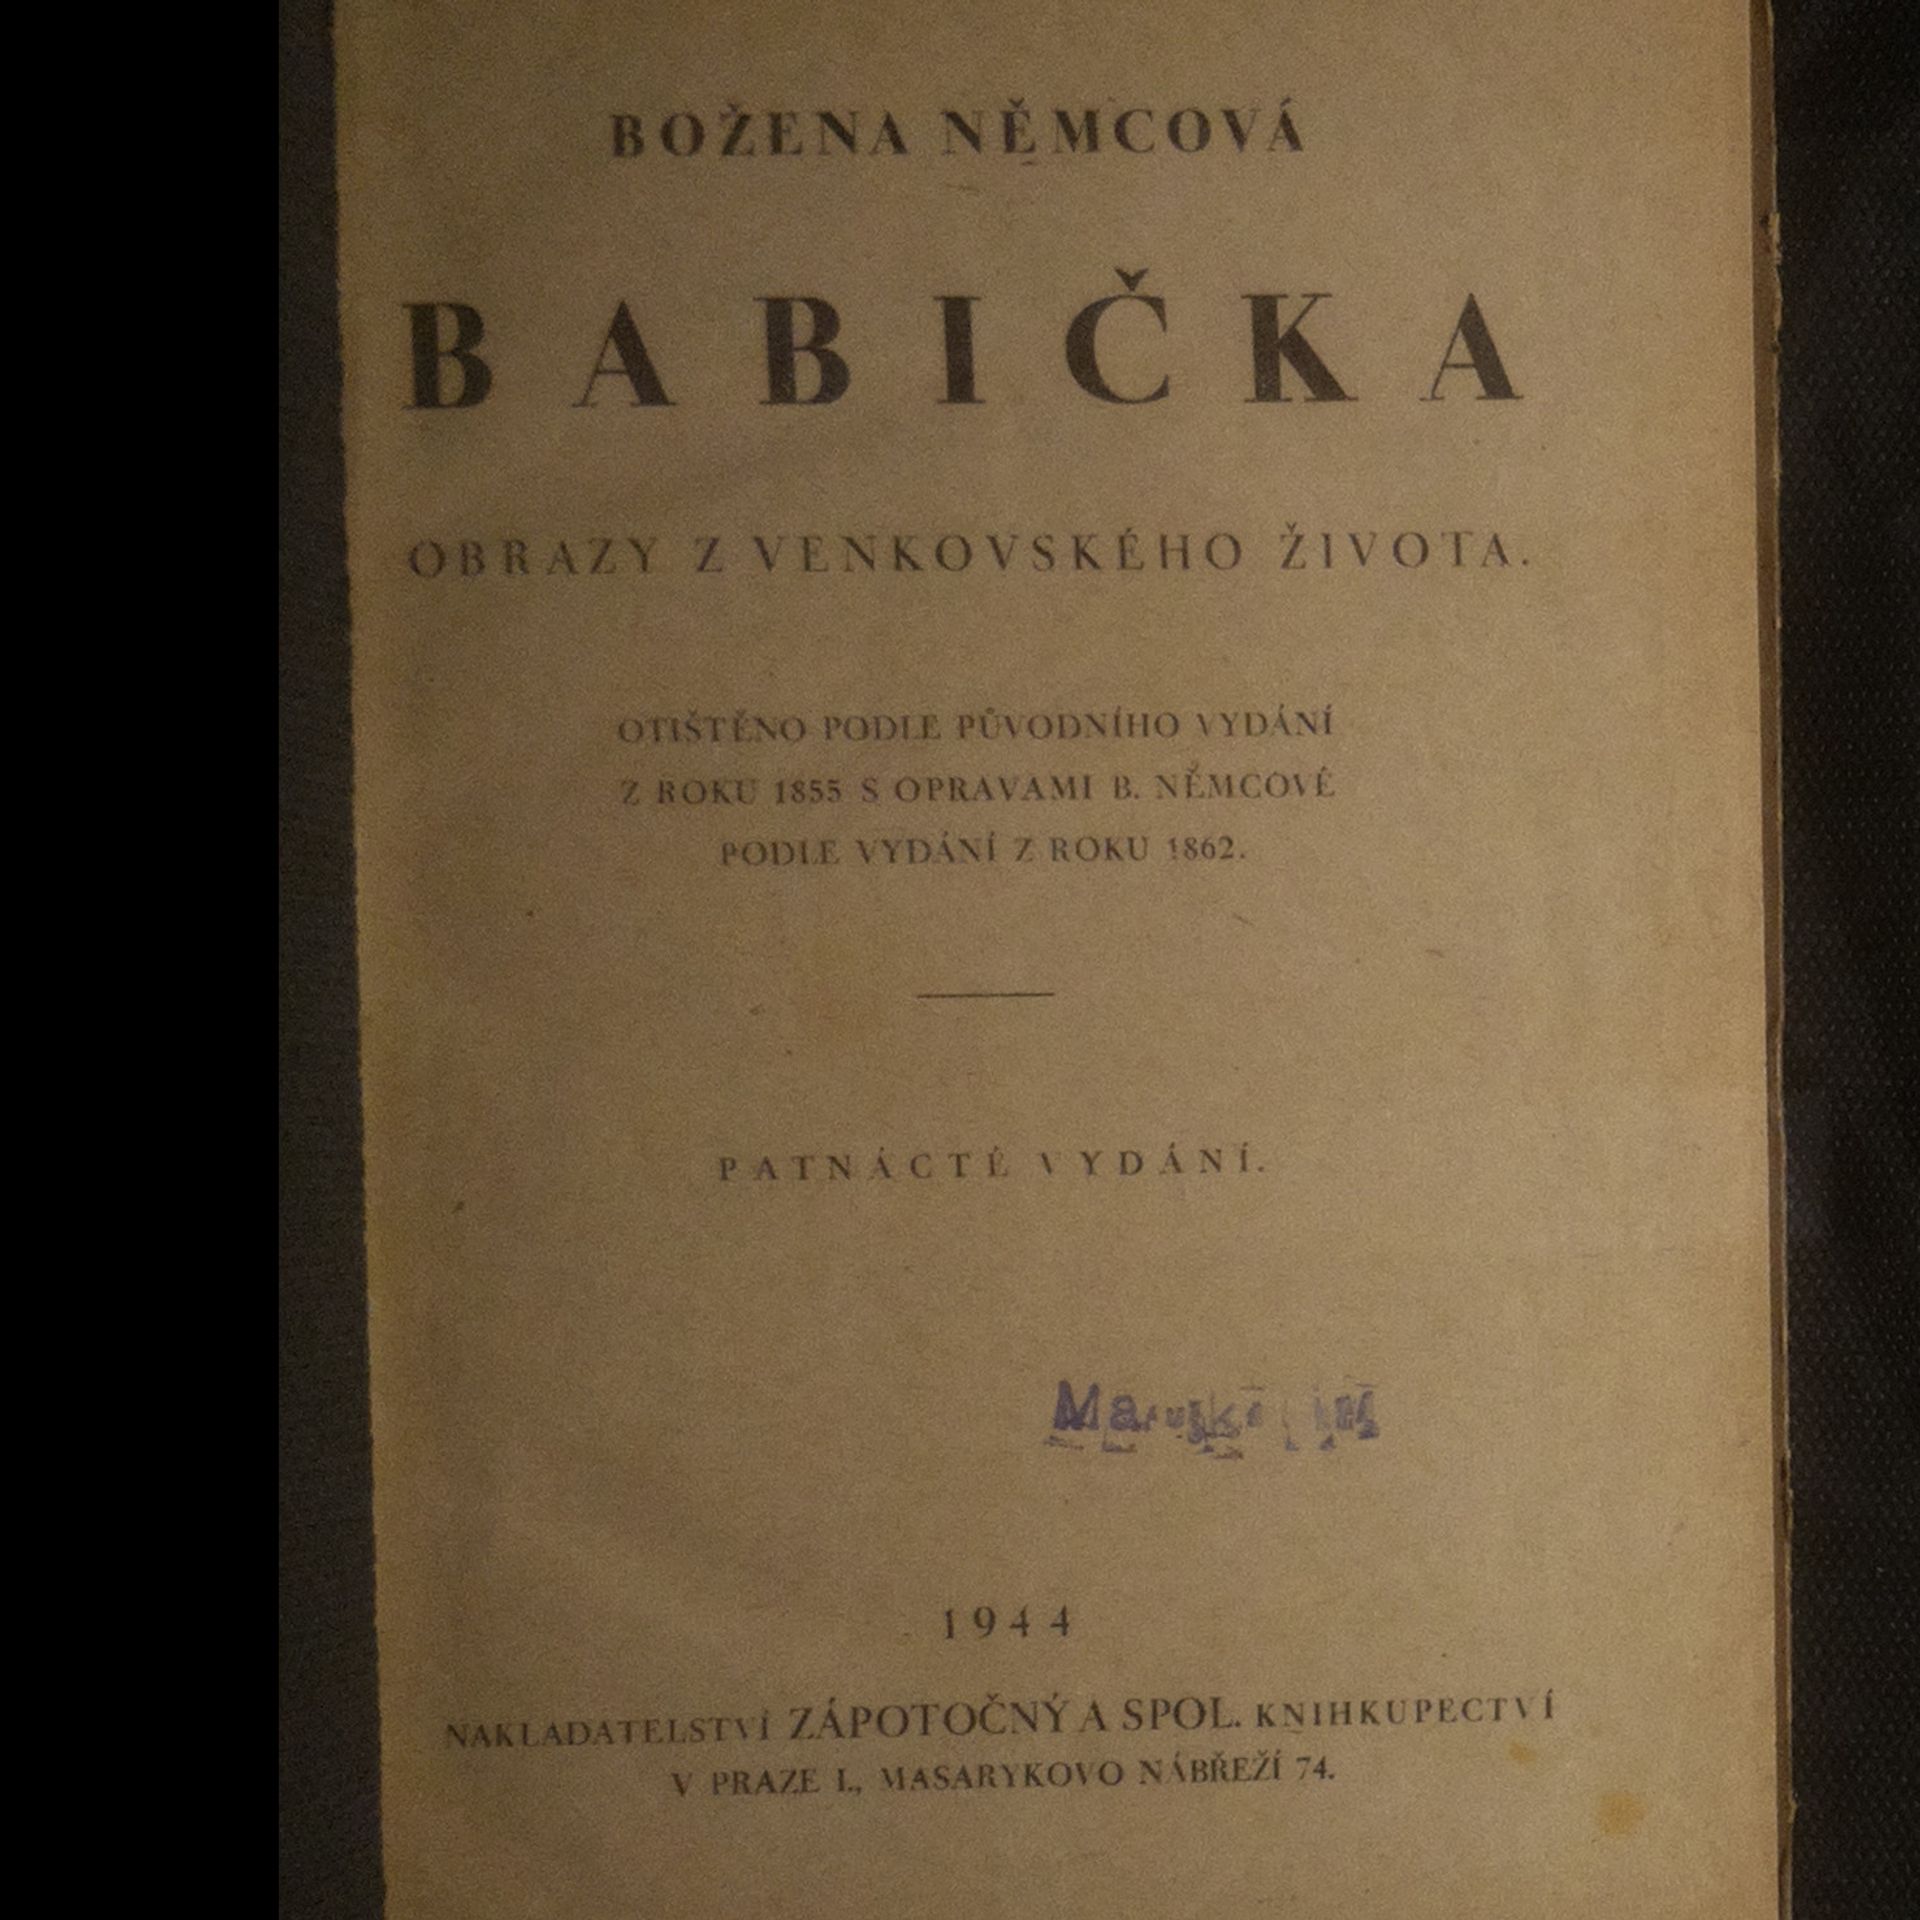 BOŽENA NĚMCOVÁ
BABIČKA
OBRAZY Z VENKOVSKÉHO ŽIVOTA.
OTIŠTĚNO PODLE PŮVODNÍHO VYDÁNÍ
Z ROKU 1855 S OPRAVAMI B. NĚMCOVÉ
PODLE VYDÁNÍ Z ROKU 1862.
PATNÁCTÉ VYDÁNÍ.
1944
NAKLADATELSTVÍ ZÁPOTOČNÝ A SPOL. KNIHKUPECTVÍ
V PRAZE I., MASARYKOVO NÁBŘEŽÍ 74.